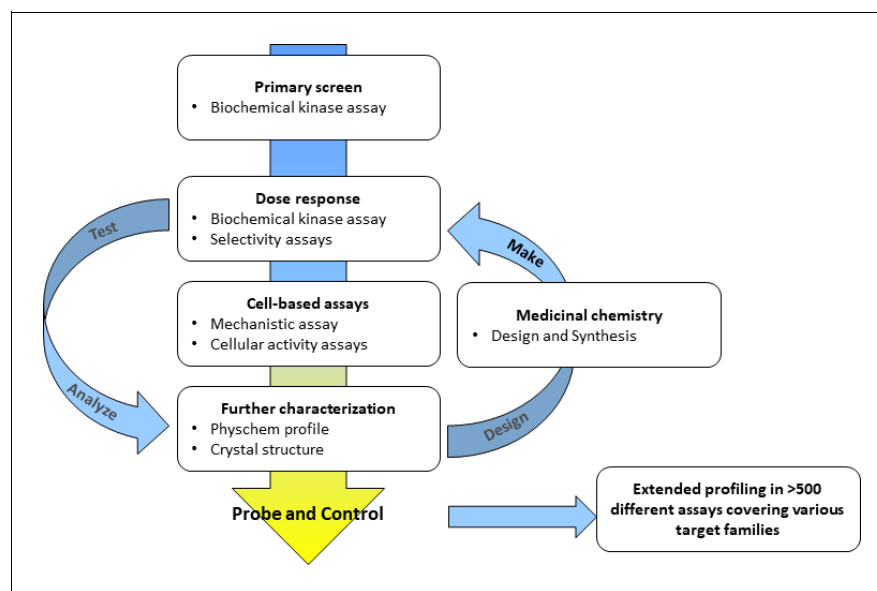 Primary screen
• Biochemical kinase assay
Dose response
• Biochemical kinase assay
• Selectivity assays
Test
Make
Cell-based assays
• Mechanistic assay
• Cellular activity assays
Medicinal chemistry
• Design and Synthesis
Analyze
Further characterization
• Physchem profile
• Crystal structure
Design
Probe and Control
Extended profiling in >500
different assays covering various
target families